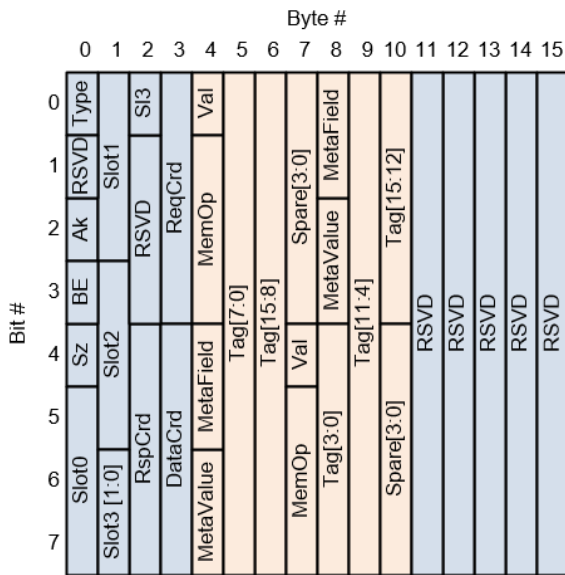 Byte #
0 1 2 3 4 5 6 7 8 9 10 11 12 13 14 15
Bit #
0
1
2
3
4
5
6
7
Type
RSVD
Ak
BE
Sz
Slot0
Slot1
Slot2
Slot3 [1:0]
Sl3
RSVD
RspCrd
ReqCrd
DataCrd
Val
MemOp
MetaField
MetaValue
Tag[7:0]
Tag[15:8]
Spare[3:0]
Val
MemOp
MetaField
MetaValue
Tag[3:0]
Tag[11:4]
Tag[15:12]
Spare[3:0]
RSVD
RSVD
RSVD
RSVD
RSVD